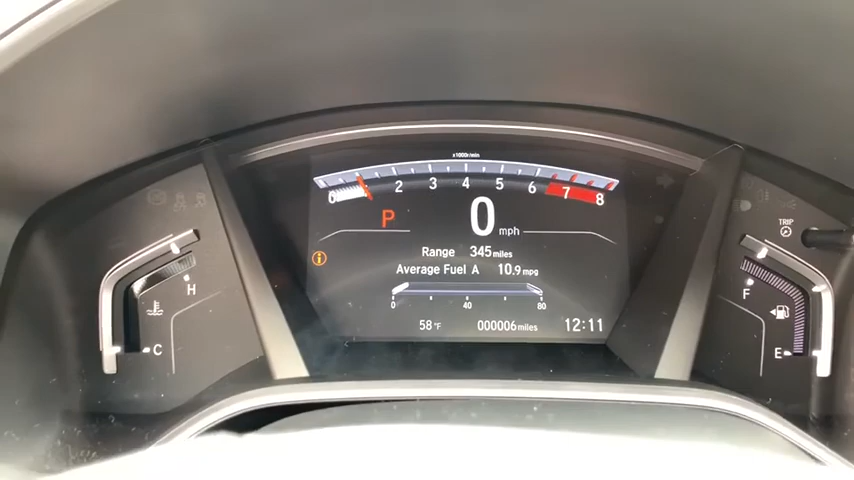 x1000r/min
0 2 3 4 5 6 7 8
P 0 mph
TRIP
Range 345 miles
Average Fuel A 10.9 mpg
0 40 80
H
C
F
E
58 °F 000006 miles 12:11